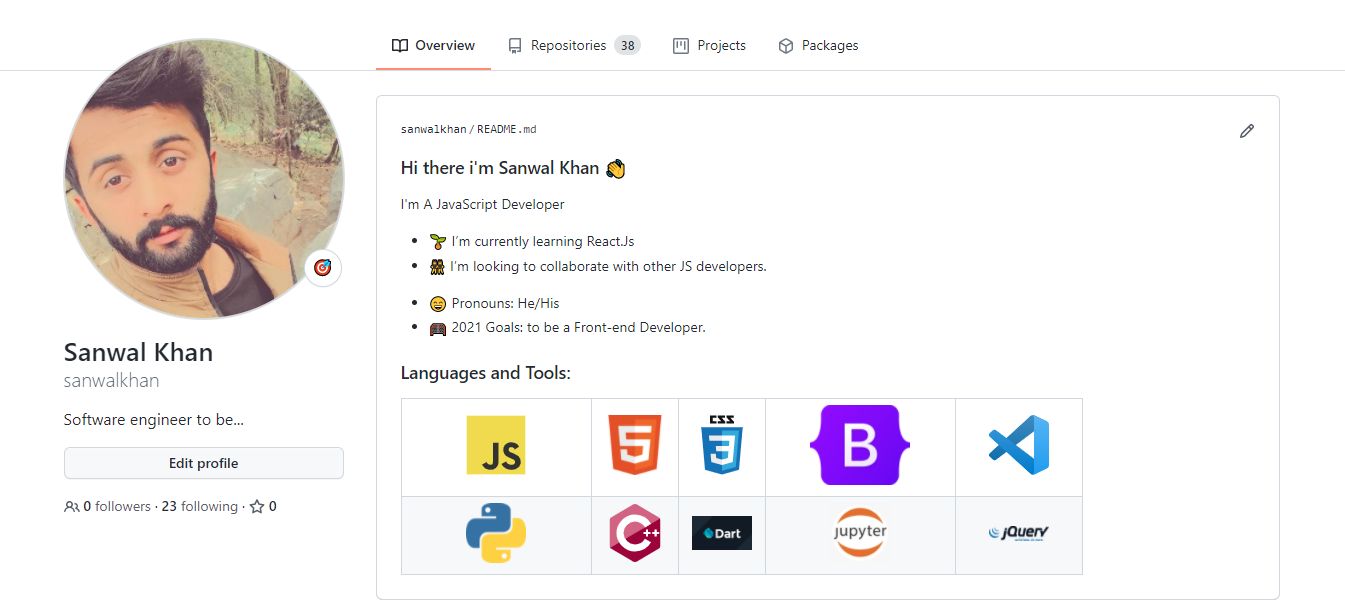 Overview Repositories 38 Projects Packages
sanwalkhan / README.md
Hi there i'm Sanwal Khan 👏
I'm A JavaScript Developer
🌱 I’m currently learning React.Js
👯 I’m looking to collaborate with other JS developers.
😄 Pronouns: He/His
2021 Goals: to be a Front-end Developer.
Languages and Tools:
JS
5
CSS
3
B
C++
Dart
jupyter
jQuery
Sanwal Khan
sanwalkhan
Software engineer to be...
Edit profile
0 followers · 23 following · 0